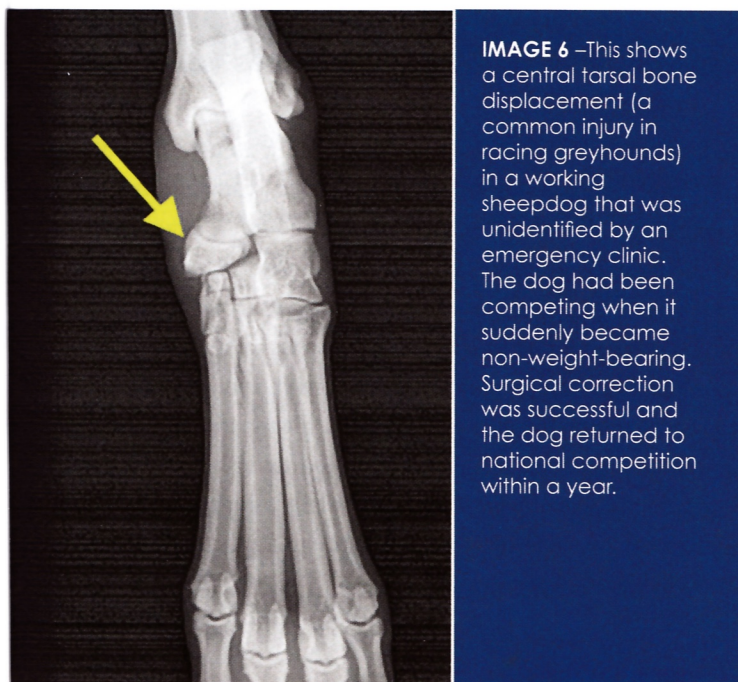 IMAGE 6 –This shows
a central tarsal bone
displacement (a
common injury in
racing greyhounds)
in a working
sheepdog that was
unidentified by an
emergency clinic.
The dog had been
competing when it
suddenly became
non-weight-bearing.
Surgical correction
was successful and
the dog returned to
national competition
within a year.